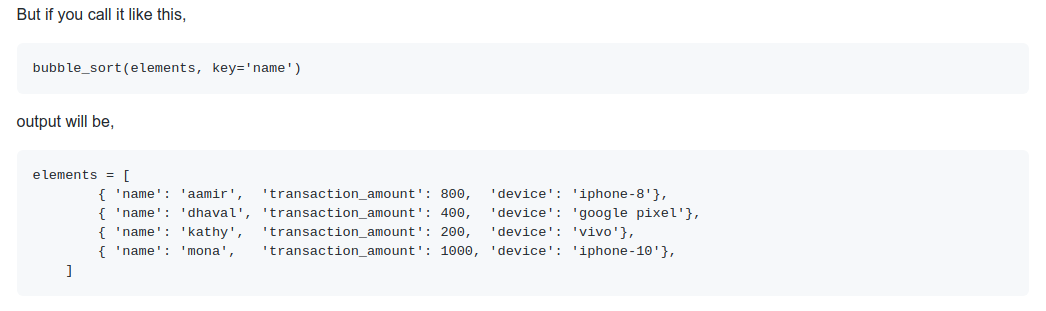 But if you call it like this,
bubble_sort(elements, key='name')
output will be,
elements = [
        { 'name': 'aamir',  'transaction_amount': 800,  'device': 'iphone-8'},
        { 'name': 'dhaval', 'transaction_amount': 400,  'device': 'google pixel'},
        { 'name': 'kathy',  'transaction_amount': 200,  'device': 'vivo'},
        { 'name': 'mona',   'transaction_amount': 1000, 'device': 'iphone-10'},
    ]